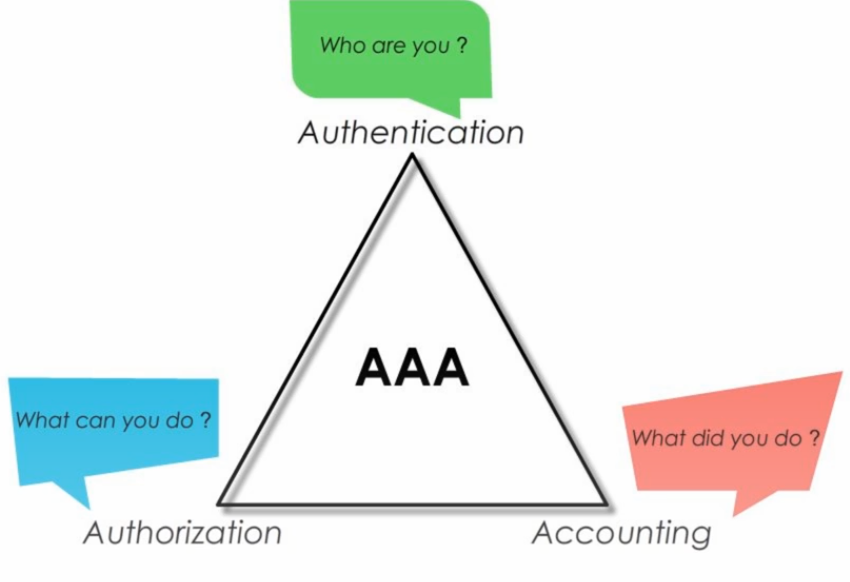 Who are you ?
Authentication
AAA
What can you do ?
What did you do ?
Authorization
Accounting